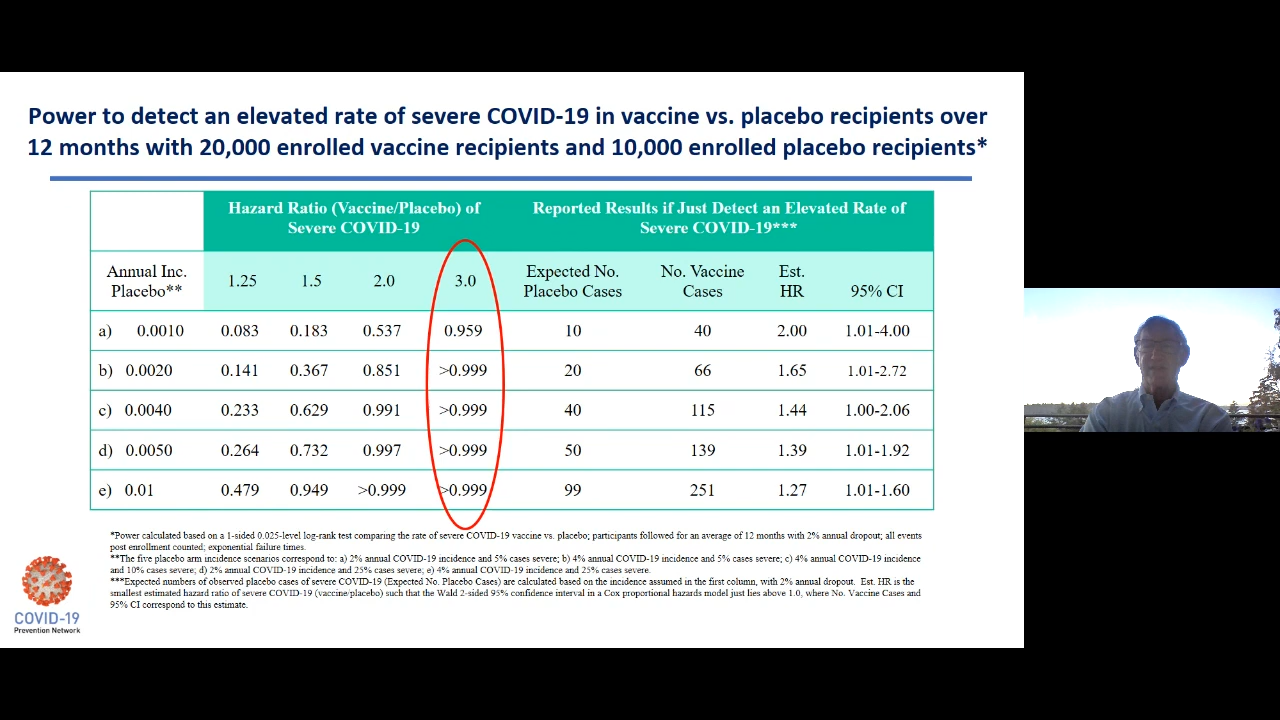 Power to detect an elevated rate of severe COVID-19 in vaccine vs. placebo recipients over
12 months with 20,000 enrolled vaccine recipients and 10,000 enrolled placebo recipients*
Hazard Ratio (Vaccine/Placebo) of
Severe COVID-19
Reported Results if Just Detect an Elevated Rate of
Severe COVID-19***
Annual Inc.
Placebo**
1.25 1.5 2.0 3.0
Expected No.
Placebo Cases
No. Vaccine
Cases
Est.
HR
95% CI
a) 0.0010 0.083 0.183 0.537 0.959 10 40 2.00 1.01-4.00
b) 0.0020 0.141 0.367 0.851 >0.999 20 66 1.65 1.01-2.72
c) 0.0040 0.233 0.629 0.991 >0.999 40 115 1.44 1.00-2.06
d) 0.0050 0.264 0.732 0.997 >0.999 50 139 1.39 1.01-1.92
e) 0.01 0.479 0.949 >0.999 >0.999 99 251 1.27 1.01-1.60
*Power calculated based on a 1-sided 0.025-level log-rank test comparing the rate of severe COVID-19 vaccine vs. placebo; participants followed for an average of 12 months with 2% annual dropout; all events
post enrollment counted; exponential failure times.
**The five placebo arm incidence scenarios correspond to: a) 2% annual COVID-19 incidence and 5% cases severe; b) 4% annual COVID-19 incidence and 5% cases severe; c) 4% annual COVID-19 incidence
and 10% cases severe; d) 2% annual COVID-19 incidence and 25% cases severe; e) 4% annual COVID-19 incidence and 25% cases severe.
***Expected numbers of observed placebo cases of severe COVID-19 (Expected No. Placebo Cases) are calculated based on the incidence assumed in the first column, with 2% annual dropout. Est. HR is the
smallest estimated hazard ratio of severe COVID-19 (vaccine/placebo) such that the Wald 2-sided 95% confidence interval in a Cox proportional hazards model just lies above 1.0, where No. Vaccine Cases and
95% CI correspond to this estimate.
COVID-19
Prevention Network